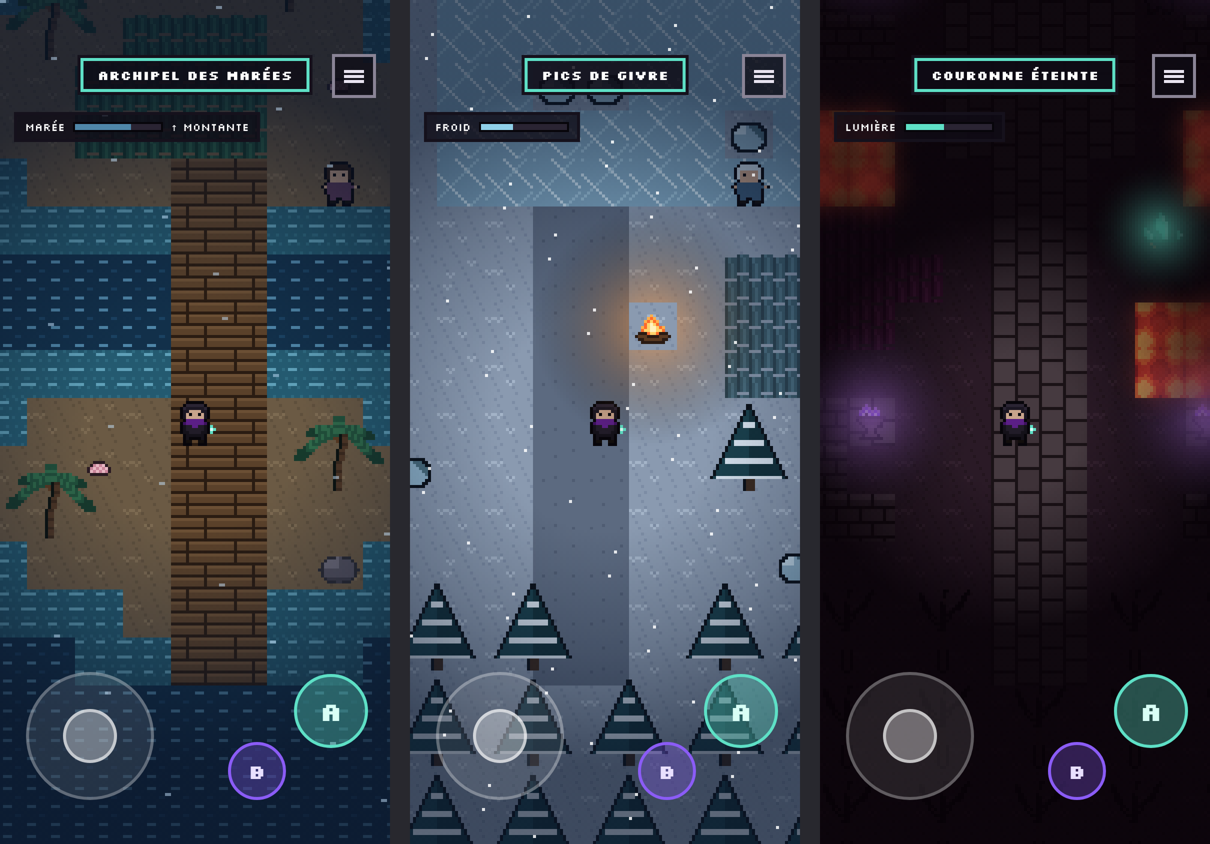 ARCHIPEL DES MARÉES
MARÉE ↑ MONTANTE
A
B
PICS DE GIVRE
FROID
A
B
COURONNE ÉTEINTE
LUMIÈRE
A
B